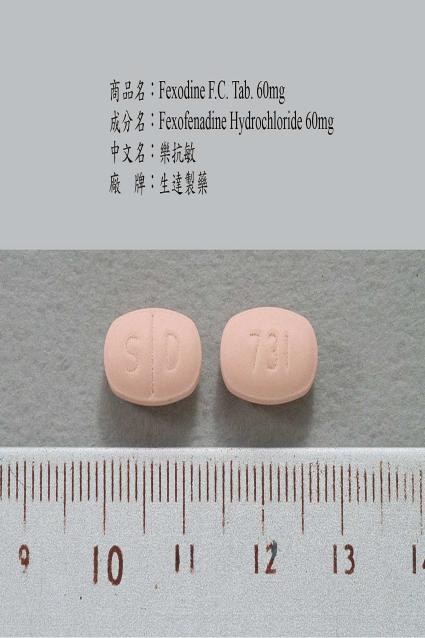 商品名：Fexodine F.C. Tab. 60mg
成分名：Fexofenadine Hydrochloride 60mg
中文名：樂抗敏
廠　牌：生達製藥
S D 731
9 10 11 12 13 14